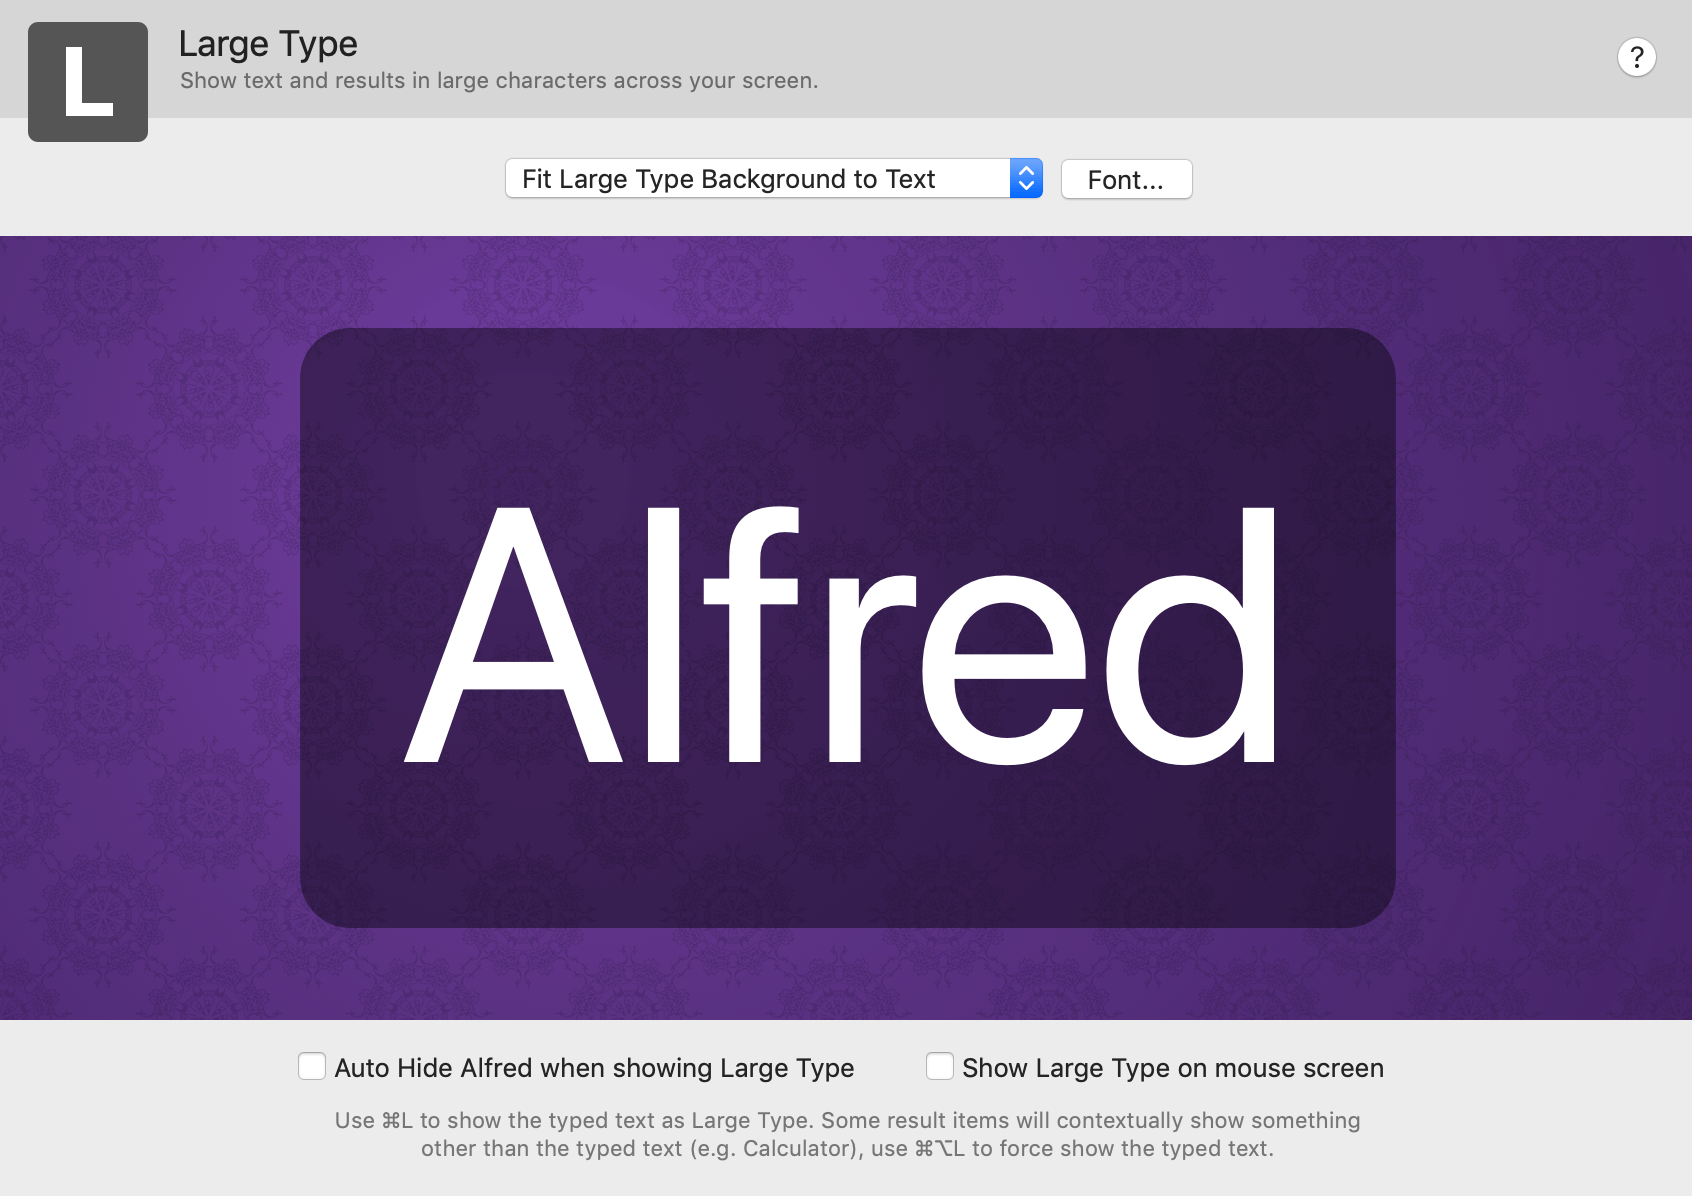 L
Large Type
Show text and results in large characters across your screen.
?
Fit Large Type Background to Text
Font...
Alfred
Auto Hide Alfred when showing Large Type
Show Large Type on mouse screen
Use ⌘L to show the typed text as Large Type. Some result items will contextually show something
other than the typed text (e.g. Calculator), use ⌘⌥L to force show the typed text.